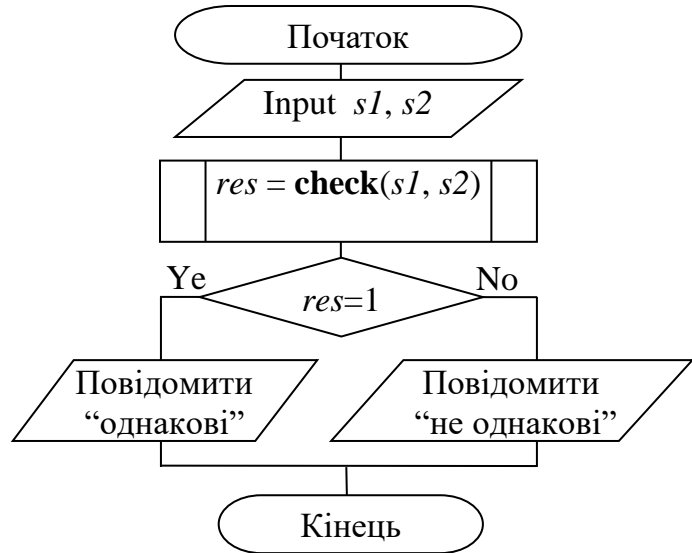 Початок
Input s1, s2
res = check(s1, s2)
Ye
No
res=1
Повідомити
“однакові”
Повідомити
“не однакові”
Кінець